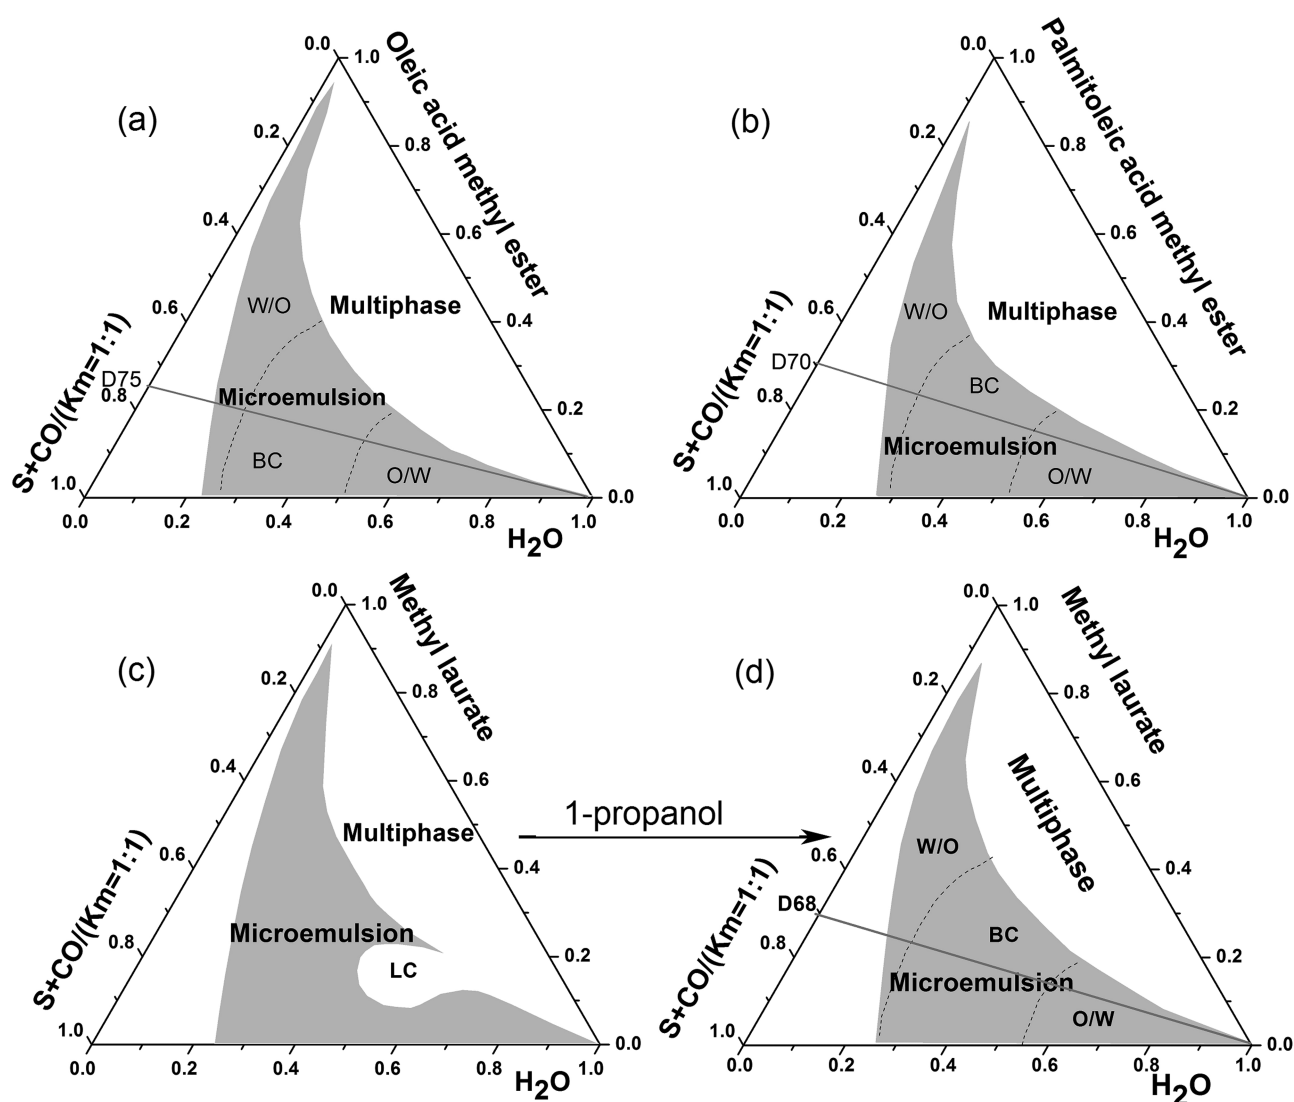 (a)
Oleic acid methyl ester
0.0
1.0
0.2
0.8
0.4
0.6
W/O
Multiphase
0.6
0.4
D75
0.8
Microemulsion
0.2
BC
O/W
1.0
0.0
S+CO/(Km=1:1)
0.0
0.2
0.4
0.6
0.8
1.0
H2O
(b)
Palmitoleic acid methyl ester
0.0
1.0
0.2
0.8
0.4
0.6
W/O
Multiphase
0.6
0.4
D70
BC
0.8
0.2
Microemulsion
O/W
1.0
0.0
S+CO/(Km=1:1)
0.0
0.2
0.4
0.6
0.8
1.0
H2O
(c)
Methyl laurate
0.0
1.0
0.2
0.8
0.4
0.6
Multiphase
0.6
0.4
Microemulsion
0.8
0.2
LC
1.0
0.0
S+CO/(Km=1:1)
0.0
0.2
0.4
0.6
0.8
1.0
H2O
1-propanol
(d)
Methyl laurate
0.0
1.0
0.2
0.8
0.4
0.6
Multiphase
W/O
0.6
0.4
D68
BC
0.8
0.2
Microemulsion
O/W
1.0
0.0
S+CO/(Km=1:1)
0.0
0.2
0.4
0.6
0.8
1.0
H2O